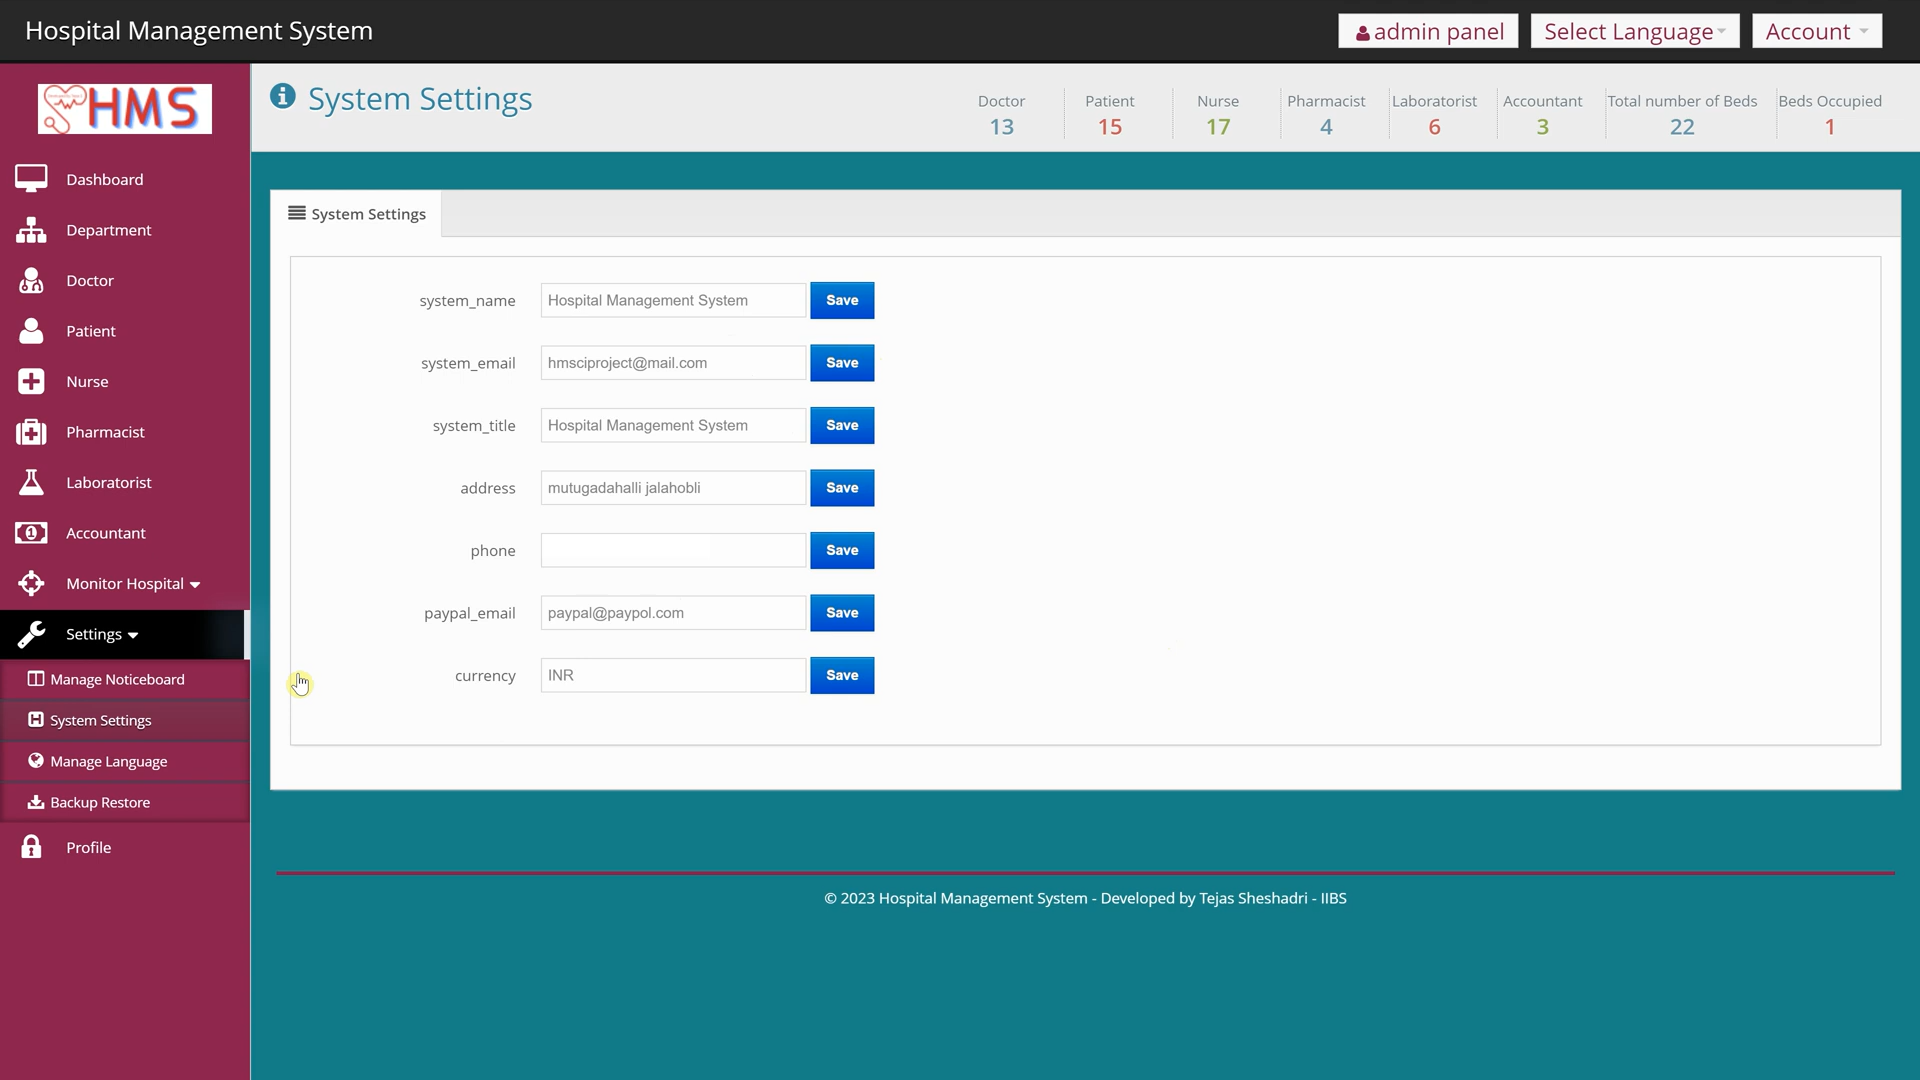 Hospital Management System
admin panel
Select Language
Account
HMS
System Settings
Doctor
13
Patient
15
Nurse
17
Pharmacist
4
Laboratorist
6
Accountant
3
Total number of Beds
22
Beds Occupied
1
Dashboard
Department
Doctor
Patient
Nurse
Pharmacist
Laboratorist
Accountant
Monitor Hospital
Settings
Manage Noticeboard
System Settings
Manage Language
Backup Restore
Profile
System Settings
system_name Hospital Management System Save
system_email hmsciproject@mail.com Save
system_title Hospital Management System Save
address mutugadahalli jalahobli Save
phone Save
paypal_email paypal@paypol.com Save
currency INR Save
© 2023 Hospital Management System - Developed by Tejas Sheshadri - IIBS